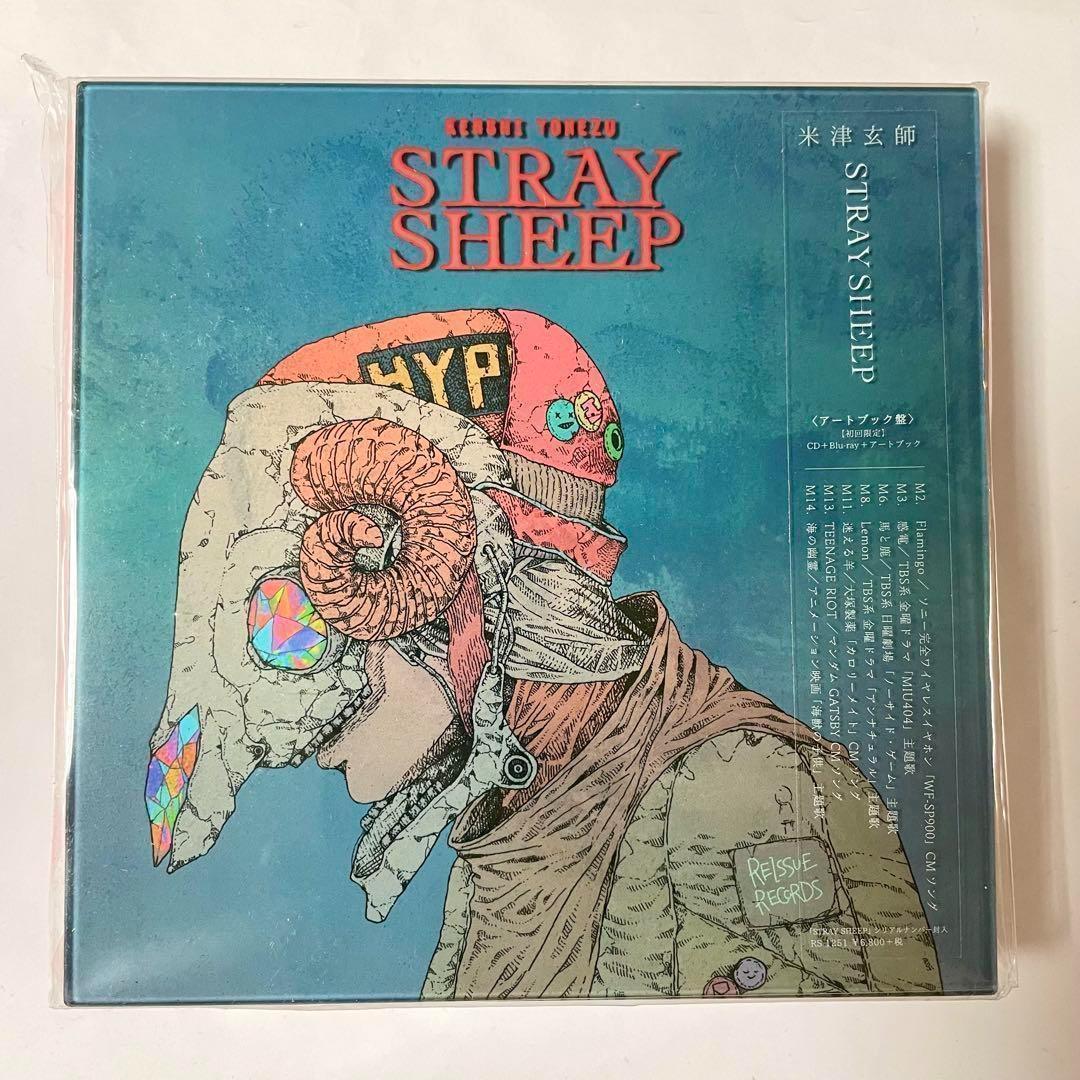 KENSHI YONEZU
STRAY
SHEEP
HYP
米津玄師
STRAY SHEEP
〈アートブック盤〉
【初回限定】
CD+Blu-ray+アートブック
M2. Flamingo／ソニー完全ワイヤレスイヤホン「WF-SP900」CMソング
M3. 感電／TBS系 金曜ドラマ「MIU404」主題歌
M6. 馬と鹿／TBS系 日曜劇場「ノーサイド・ゲーム」主題歌
M8. Lemon／TBS系 金曜ドラマ「アンナチュラル」主題歌
M11. 迷える羊／大塚製薬「カロリーメイト」CMソング
M13. TEENAGE RIOT／マンダム GATSBY CMソング
M14. 海の幽霊／アニメーション映画「海獣の子供」主題歌
REISSUE
RECORDS
「STRAY SHEEP」シリアルナンバー封入
RS 1251 ¥6,800+税